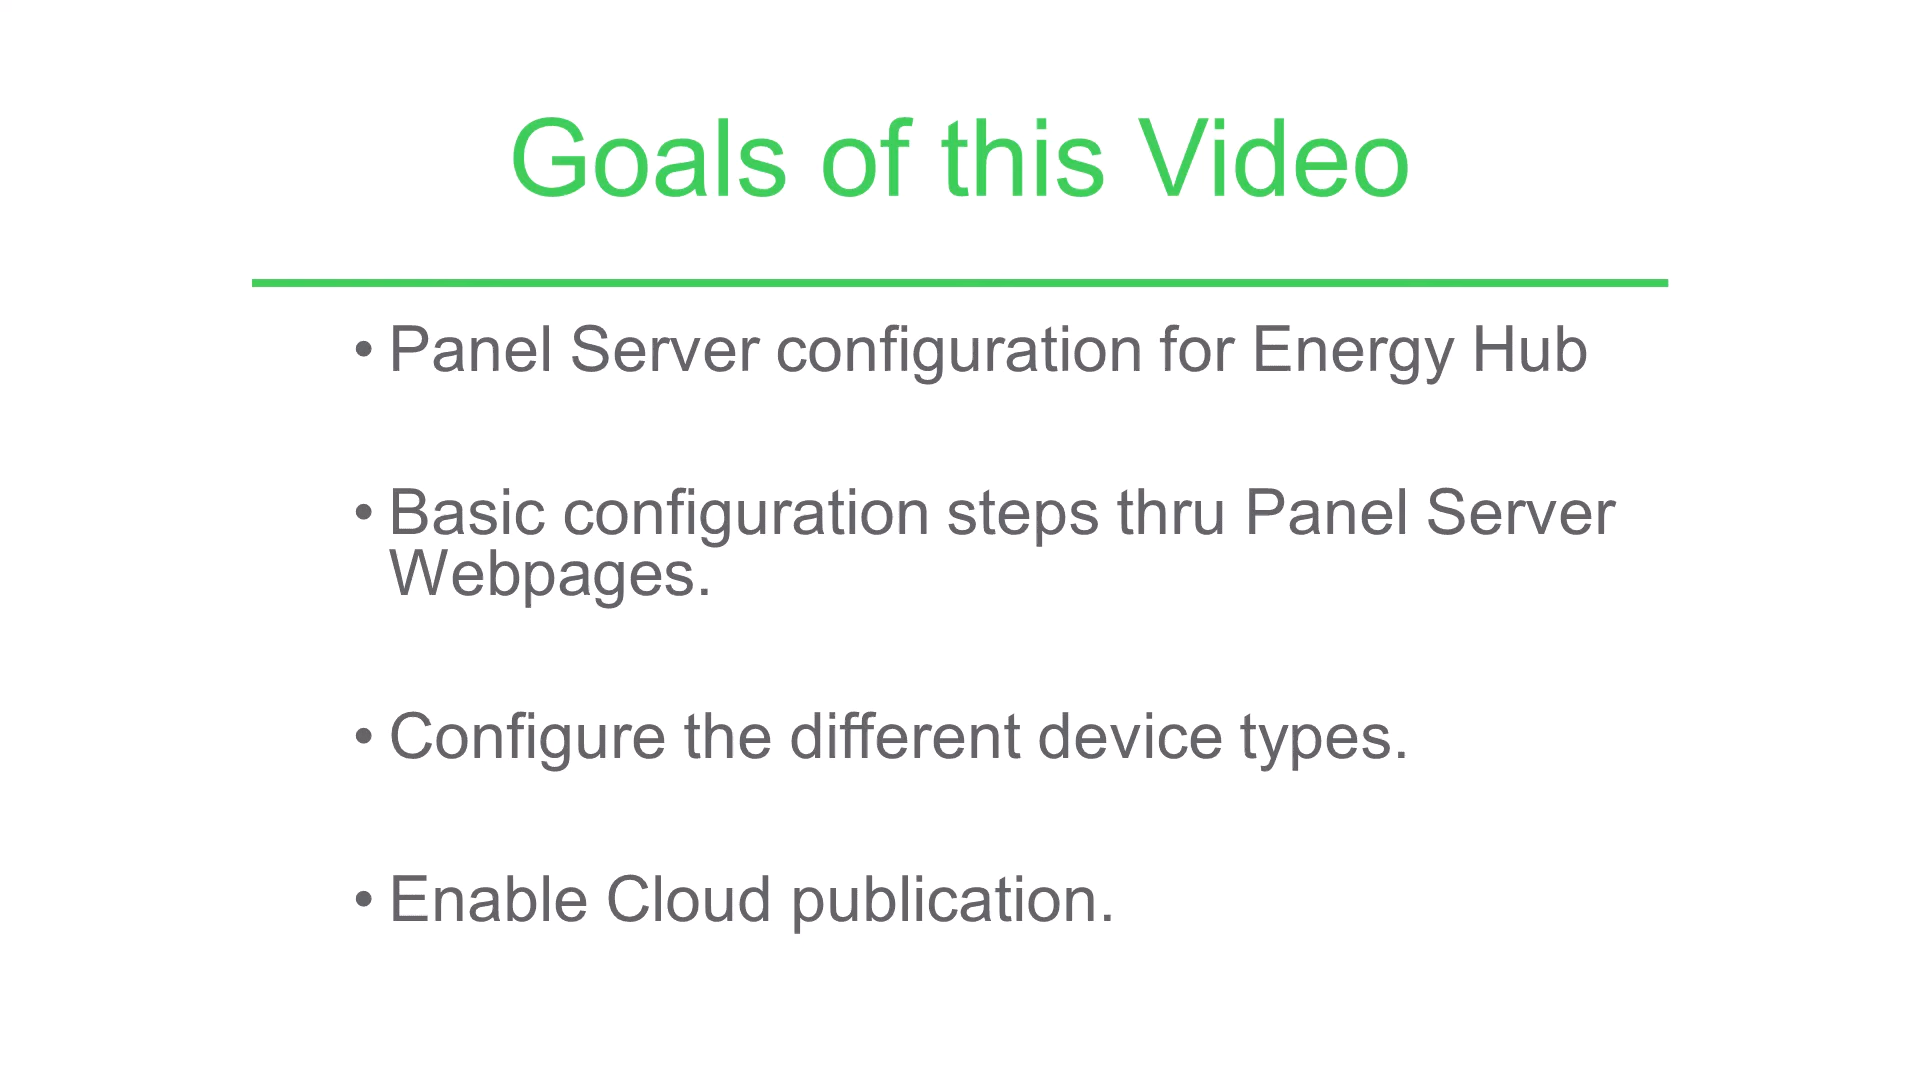 Goals of this Video
• Panel Server configuration for Energy Hub
• Basic configuration steps thru Panel Server
Webpages.
• Configure the different device types.
• Enable Cloud publication.